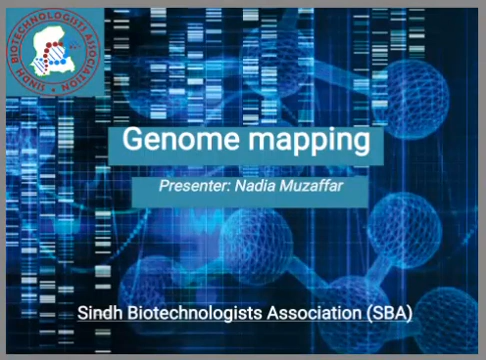 SINDH BIOTECHNOLOGISTS ASSOCIATION
Genome mapping
Presenter: Nadia Muzaffar
Sindh Biotechnologists Association (SBA)